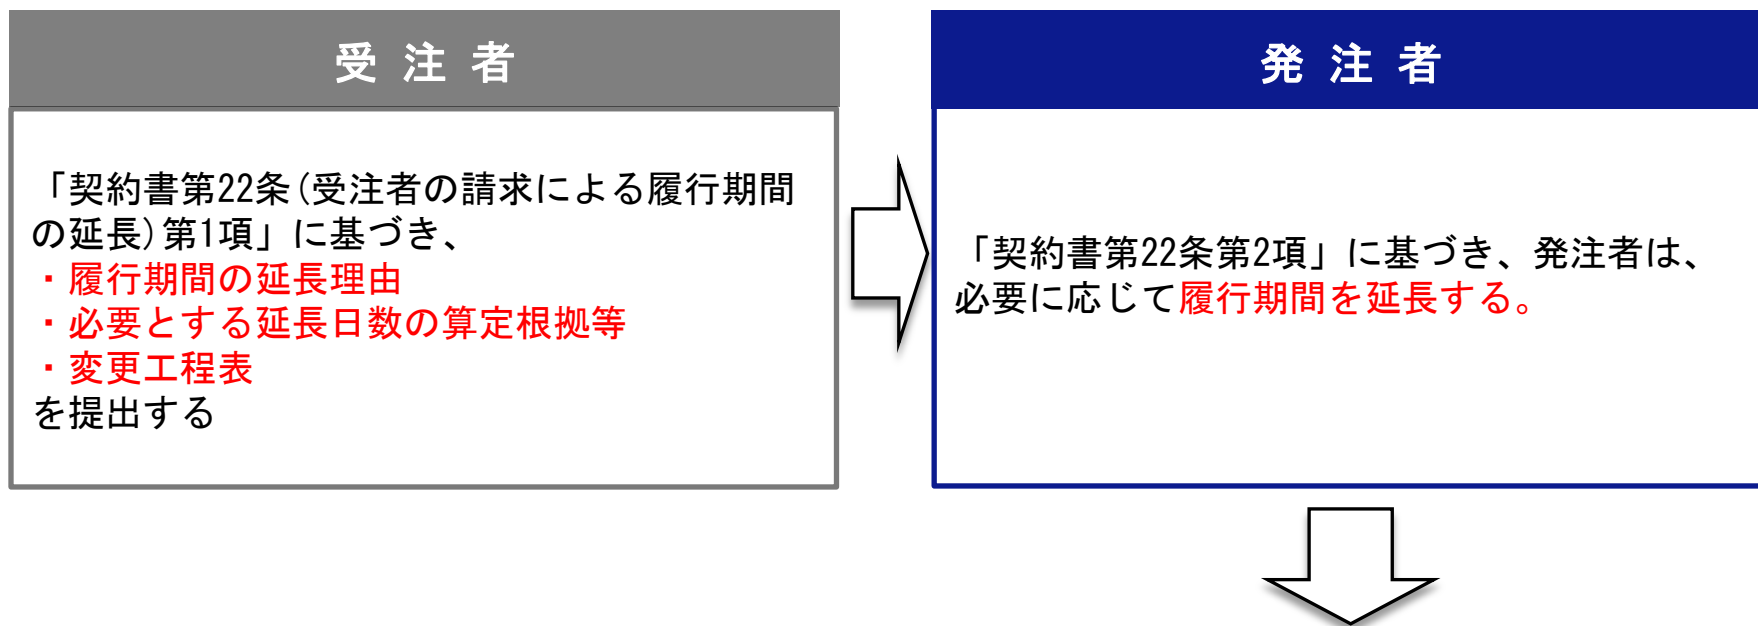 受注者
「契約書第22条(受注者の請求による履行期間
の延長)第1項」に基づき、
・履行期間の延長理由
・必要とする延長日数の算定根拠等
・変更工程表
を提出する
発注者
「契約書第22条第2項」に基づき、発注者は、
必要に応じて履行期間を延長する。